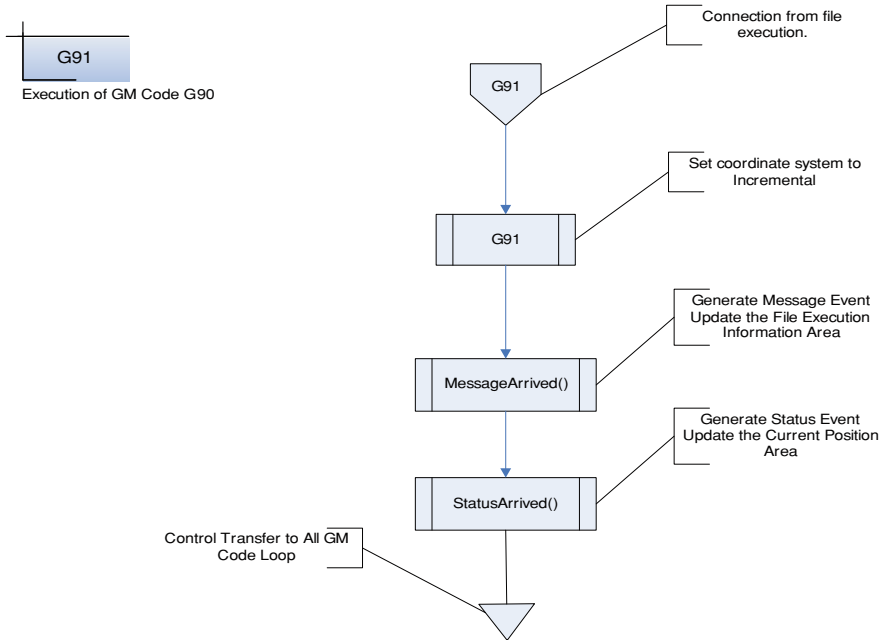 G91
Execution of GM Code G90
Connection from file
execution.
G91
Set coordinate system to
Incremental
G91
Generate Message Event
Update the File Execution
Information Area
MessageArrived()
Generate Status Event
Update the Current Position
Area
StatusArrived()
Control Transfer to All GM
Code Loop